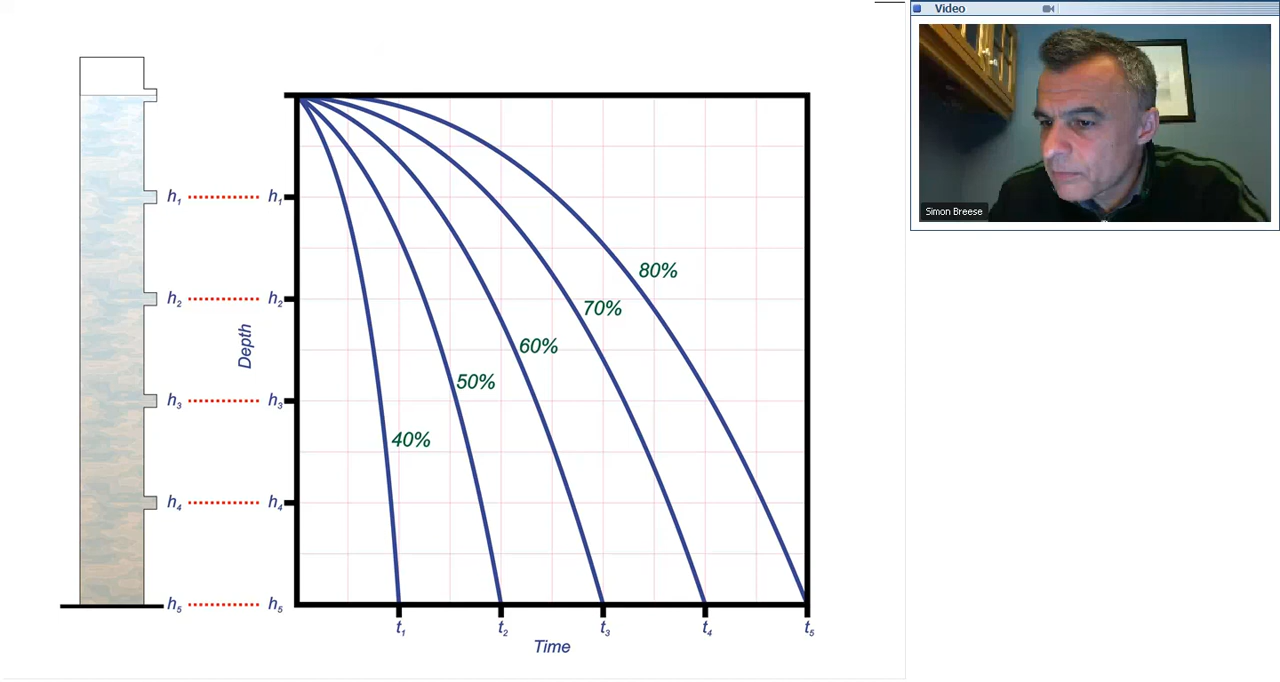 Video
Simon Breese
h1
h1
h2
h2
Depth
h3
h3
h4
h4
h5
h5
80%
70%
60%
50%
40%
t1
t2
t3
t4
t5
Time